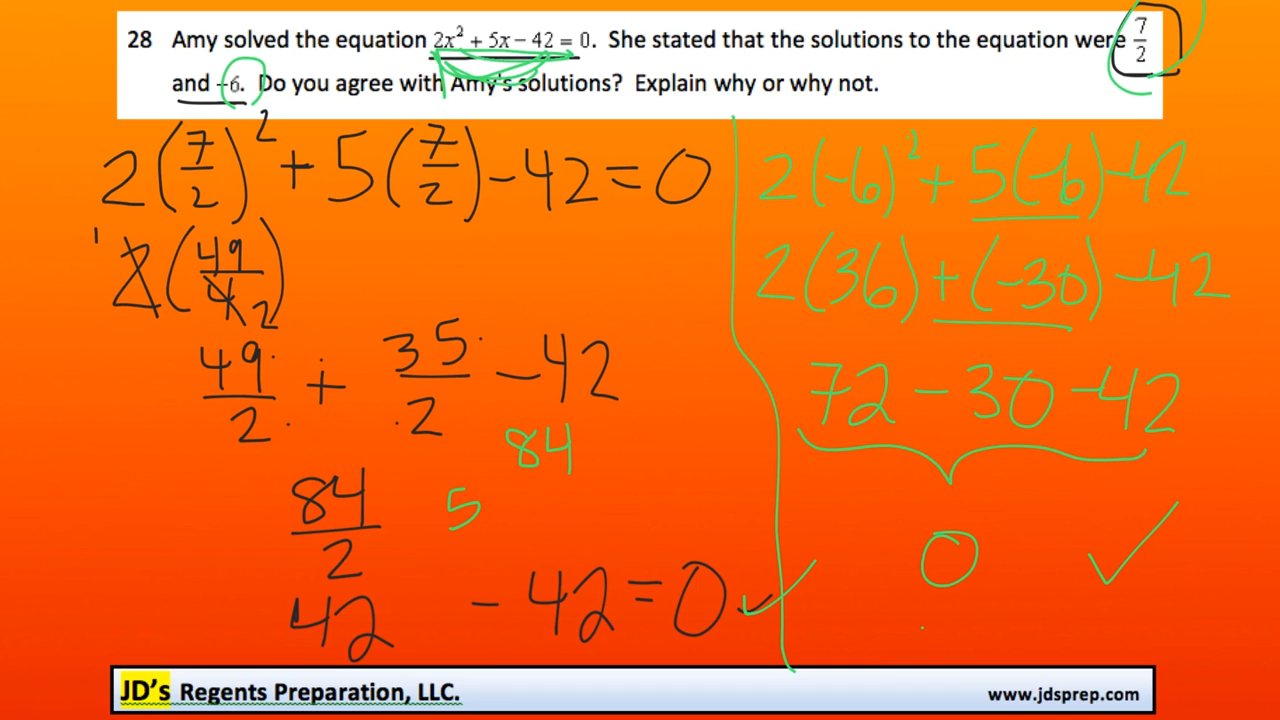 28 Amy solved the equation 2x² + 5x – 42 = 0. She stated that the solutions to the equation were 7/2
and –6. Do you agree with Amy's solutions? Explain why or why not.
2(7/2)² + 5(7/2) - 42 = 0
1 2(49/4 2)
49/2 + 35/2 - 42
84
84/2 5
42 - 42 = 0 ✓
2(-6)² + 5(-6) - 42
2(36) + (-30) - 42
72 - 30 - 42
0 ✓
JD's Regents Preparation, LLC. www.jdsprep.com